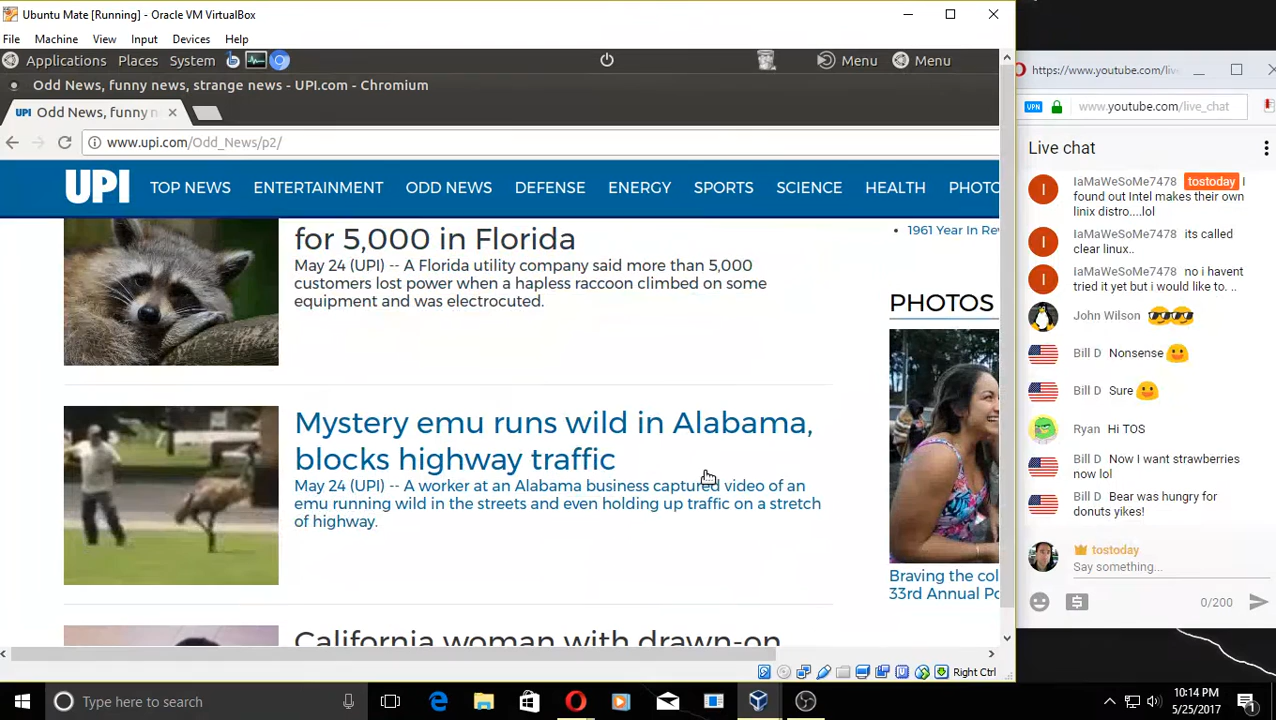 Ubuntu Mate [Running] - Oracle VM VirtualBox
File Machine View Input Devices Help
Applications Places System Menu Menu
Odd News, funny news, strange news - UPI.com - Chromium
UPI Odd News, funny n
www.upi.com/Odd_News/p2/
UPI TOP NEWS ENTERTAINMENT ODD NEWS DEFENSE ENERGY SPORTS SCIENCE HEALTH PHOTO
for 5,000 in Florida
May 24 (UPI) -- A Florida utility company said more than 5,000
customers lost power when a hapless raccoon climbed on some
equipment and was electrocuted.
Mystery emu runs wild in Alabama,
blocks highway traffic
May 24 (UPI) -- A worker at an Alabama business captured video of an
emu running wild in the streets and even holding up traffic on a stretch
of highway.
California woman with drawn-on
1961 Year In Re
PHOTOS
Braving the col
33rd Annual Po
Right Ctrl
https://www.youtube.com/live
VPN www.youtube.com/live_chat
Live chat
I IaMaWeSoMe7478 tostoday I
found out Intel makes their own
linix distro....lol
I IaMaWeSoMe7478 its called
clear linux..
I IaMaWeSoMe7478 no i havent
tried it yet but i would like to. ..
John Wilson 😎😎😎
Bill D Nonsense
Bill D Sure
Ryan Hi TOS
Bill D Now I want strawberries
now lol
Bill D Bear was hungry for
donuts yikes!
tostoday
Say something...
0/200
Type here to search
10:14 PM
5/25/2017
1